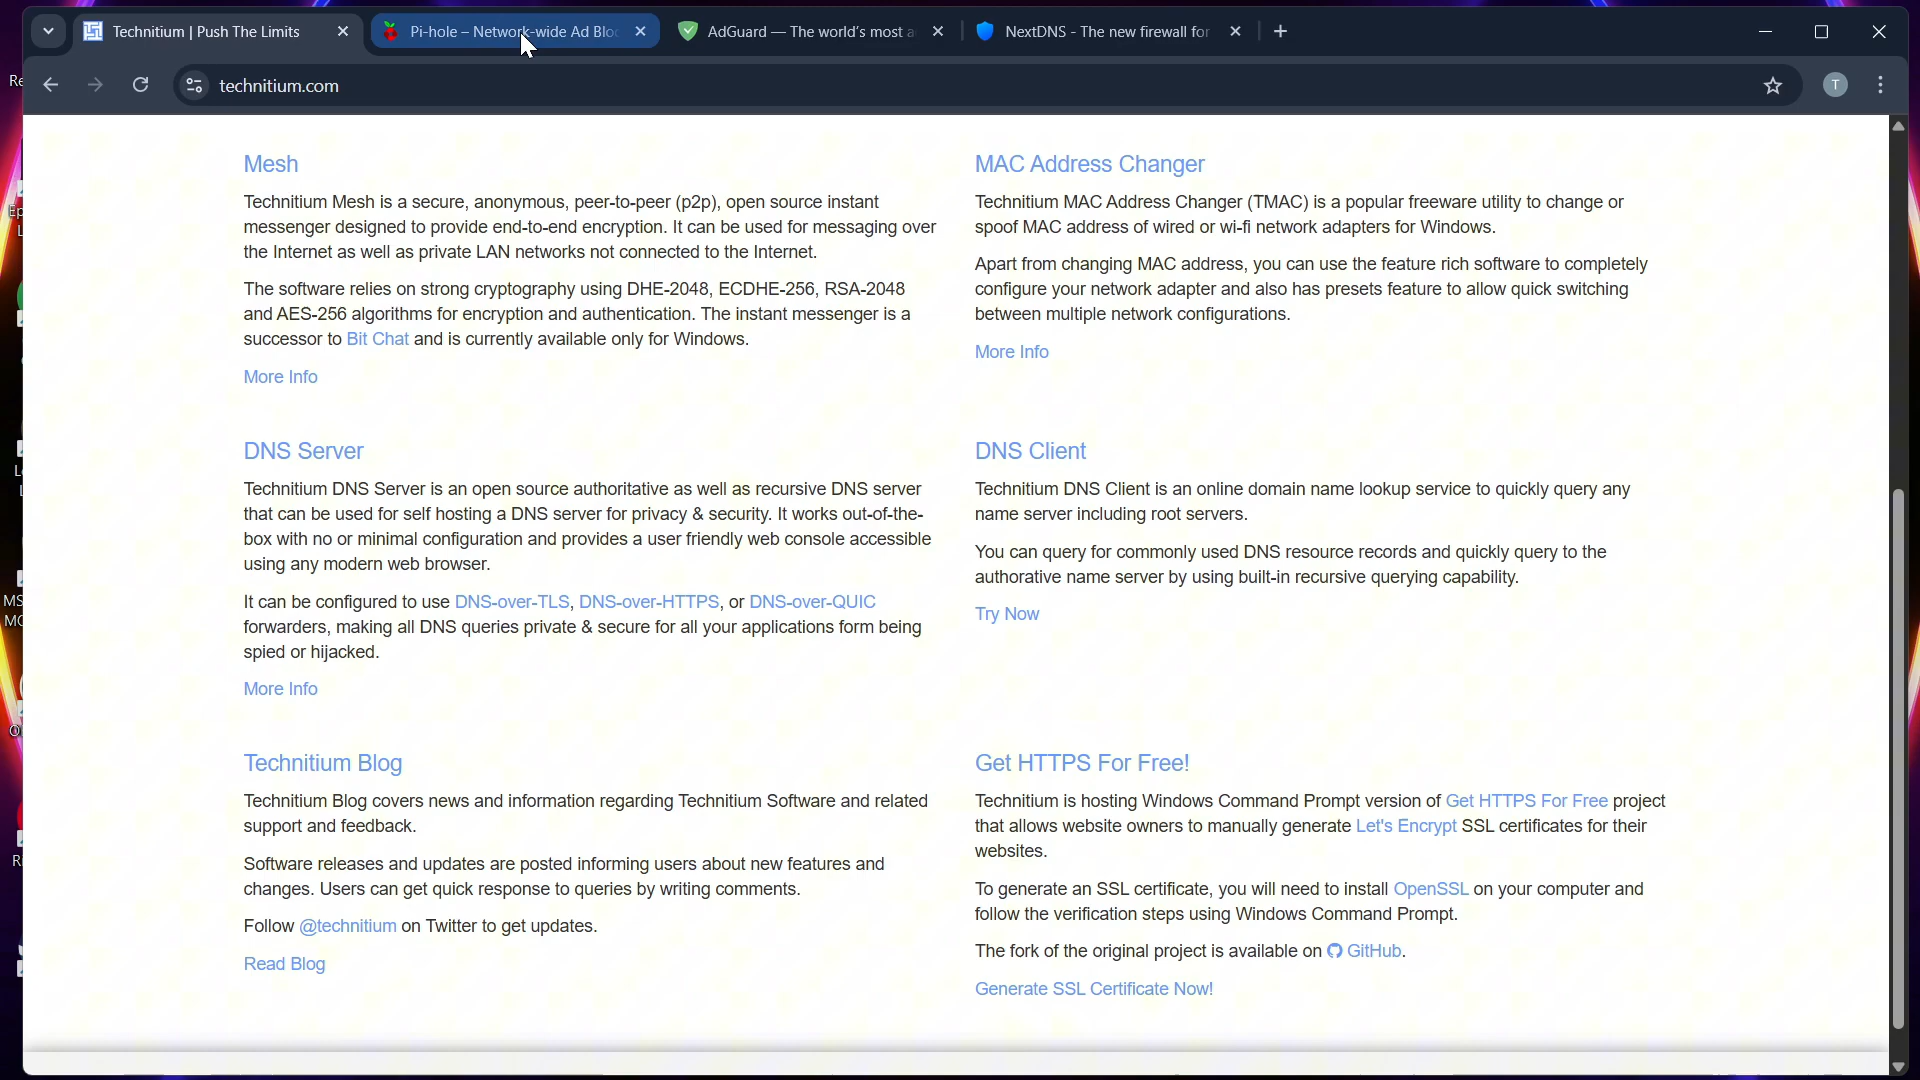 Technitium | Push The Limits
Pi-hole – Network-wide Ad Bloc
AdGuard — The world's most a
NextDNS - The new firewall for
technitium.com
T
Mesh
Technitium Mesh is a secure, anonymous, peer-to-peer (p2p), open source instant
messenger designed to provide end-to-end encryption. It can be used for messaging over
the Internet as well as private LAN networks not connected to the Internet.
The software relies on strong cryptography using DHE-2048, ECDHE-256, RSA-2048
and AES-256 algorithms for encryption and authentication. The instant messenger is a
successor to Bit Chat and is currently available only for Windows.
More Info
MAC Address Changer
Technitium MAC Address Changer (TMAC) is a popular freeware utility to change or
spoof MAC address of wired or wi-fi network adapters for Windows.
Apart from changing MAC address, you can use the feature rich software to completely
configure your network adapter and also has presets feature to allow quick switching
between multiple network configurations.
More Info
DNS Server
Technitium DNS Server is an open source authoritative as well as recursive DNS server
that can be used for self hosting a DNS server for privacy & security. It works out-of-the-
box with no or minimal configuration and provides a user friendly web console accessible
using any modern web browser.
It can be configured to use DNS-over-TLS, DNS-over-HTTPS, or DNS-over-QUIC
forwarders, making all DNS queries private & secure for all your applications form being
spied or hijacked.
More Info
DNS Client
Technitium DNS Client is an online domain name lookup service to quickly query any
name server including root servers.
You can query for commonly used DNS resource records and quickly query to the
authorative name server by using built-in recursive querying capability.
Try Now
Technitium Blog
Technitium Blog covers news and information regarding Technitium Software and related
support and feedback.
Software releases and updates are posted informing users about new features and
changes. Users can get quick response to queries by writing comments.
Follow @technitium on Twitter to get updates.
Read Blog
Get HTTPS For Free!
Technitium is hosting Windows Command Prompt version of Get HTTPS For Free project
that allows website owners to manually generate Let's Encrypt SSL certificates for their
websites.
To generate an SSL certificate, you will need to install OpenSSL on your computer and
follow the verification steps using Windows Command Prompt.
The fork of the original project is available on GitHub.
Generate SSL Certificate Now!